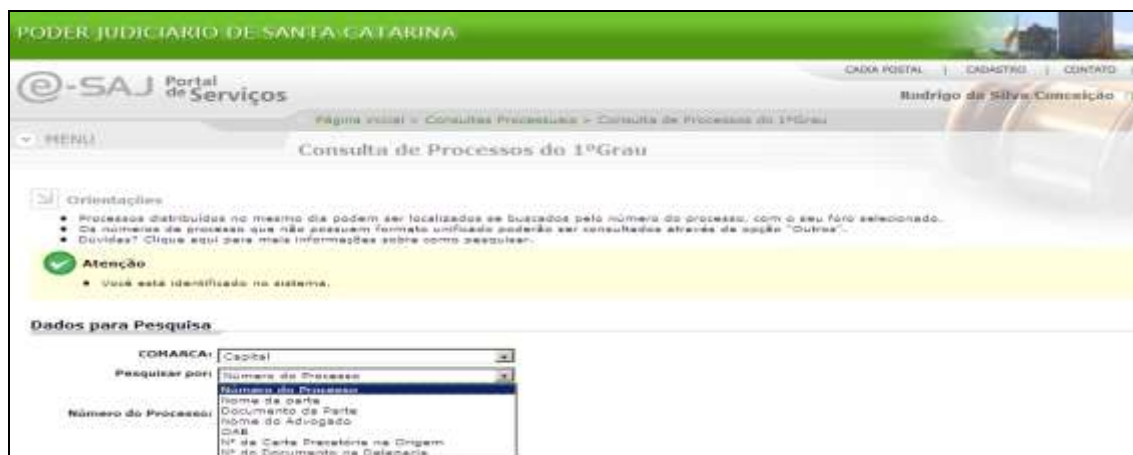 PODER JUDICIARIO DE SANTA CATARINA
CAIXA POSTAL | CADASTRO | CONTATO |
e-SAJ Portal de Serviços
Rodrigo da Silva Conceição
Página inicial > Consultas Processuais > Consulta de Processos do 1ºGrau
MENU
Consulta de Processos do 1ºGrau
Orientações
• Processos distribuídos no mesmo dia podem ser localizados se buscados pelo número do processo, com o seu foro selecionado.
• Os números de processo que não possuem formato unificado poderão ser consultados através da opção "Outros".
• Dúvidas? Clique aqui para mais informações sobre como pesquisar.
Atenção
• Você está identificado no sistema.
Dados para Pesquisa
COMARCA: Capital
Pesquisar por: Número do Processo
Número do Processo
Nome da parte
Número do Processo: Documento da Parte
Nome do Advogado
OAB
Nº da Carta Precatória na Origem
Nº do Documento na Delegacia